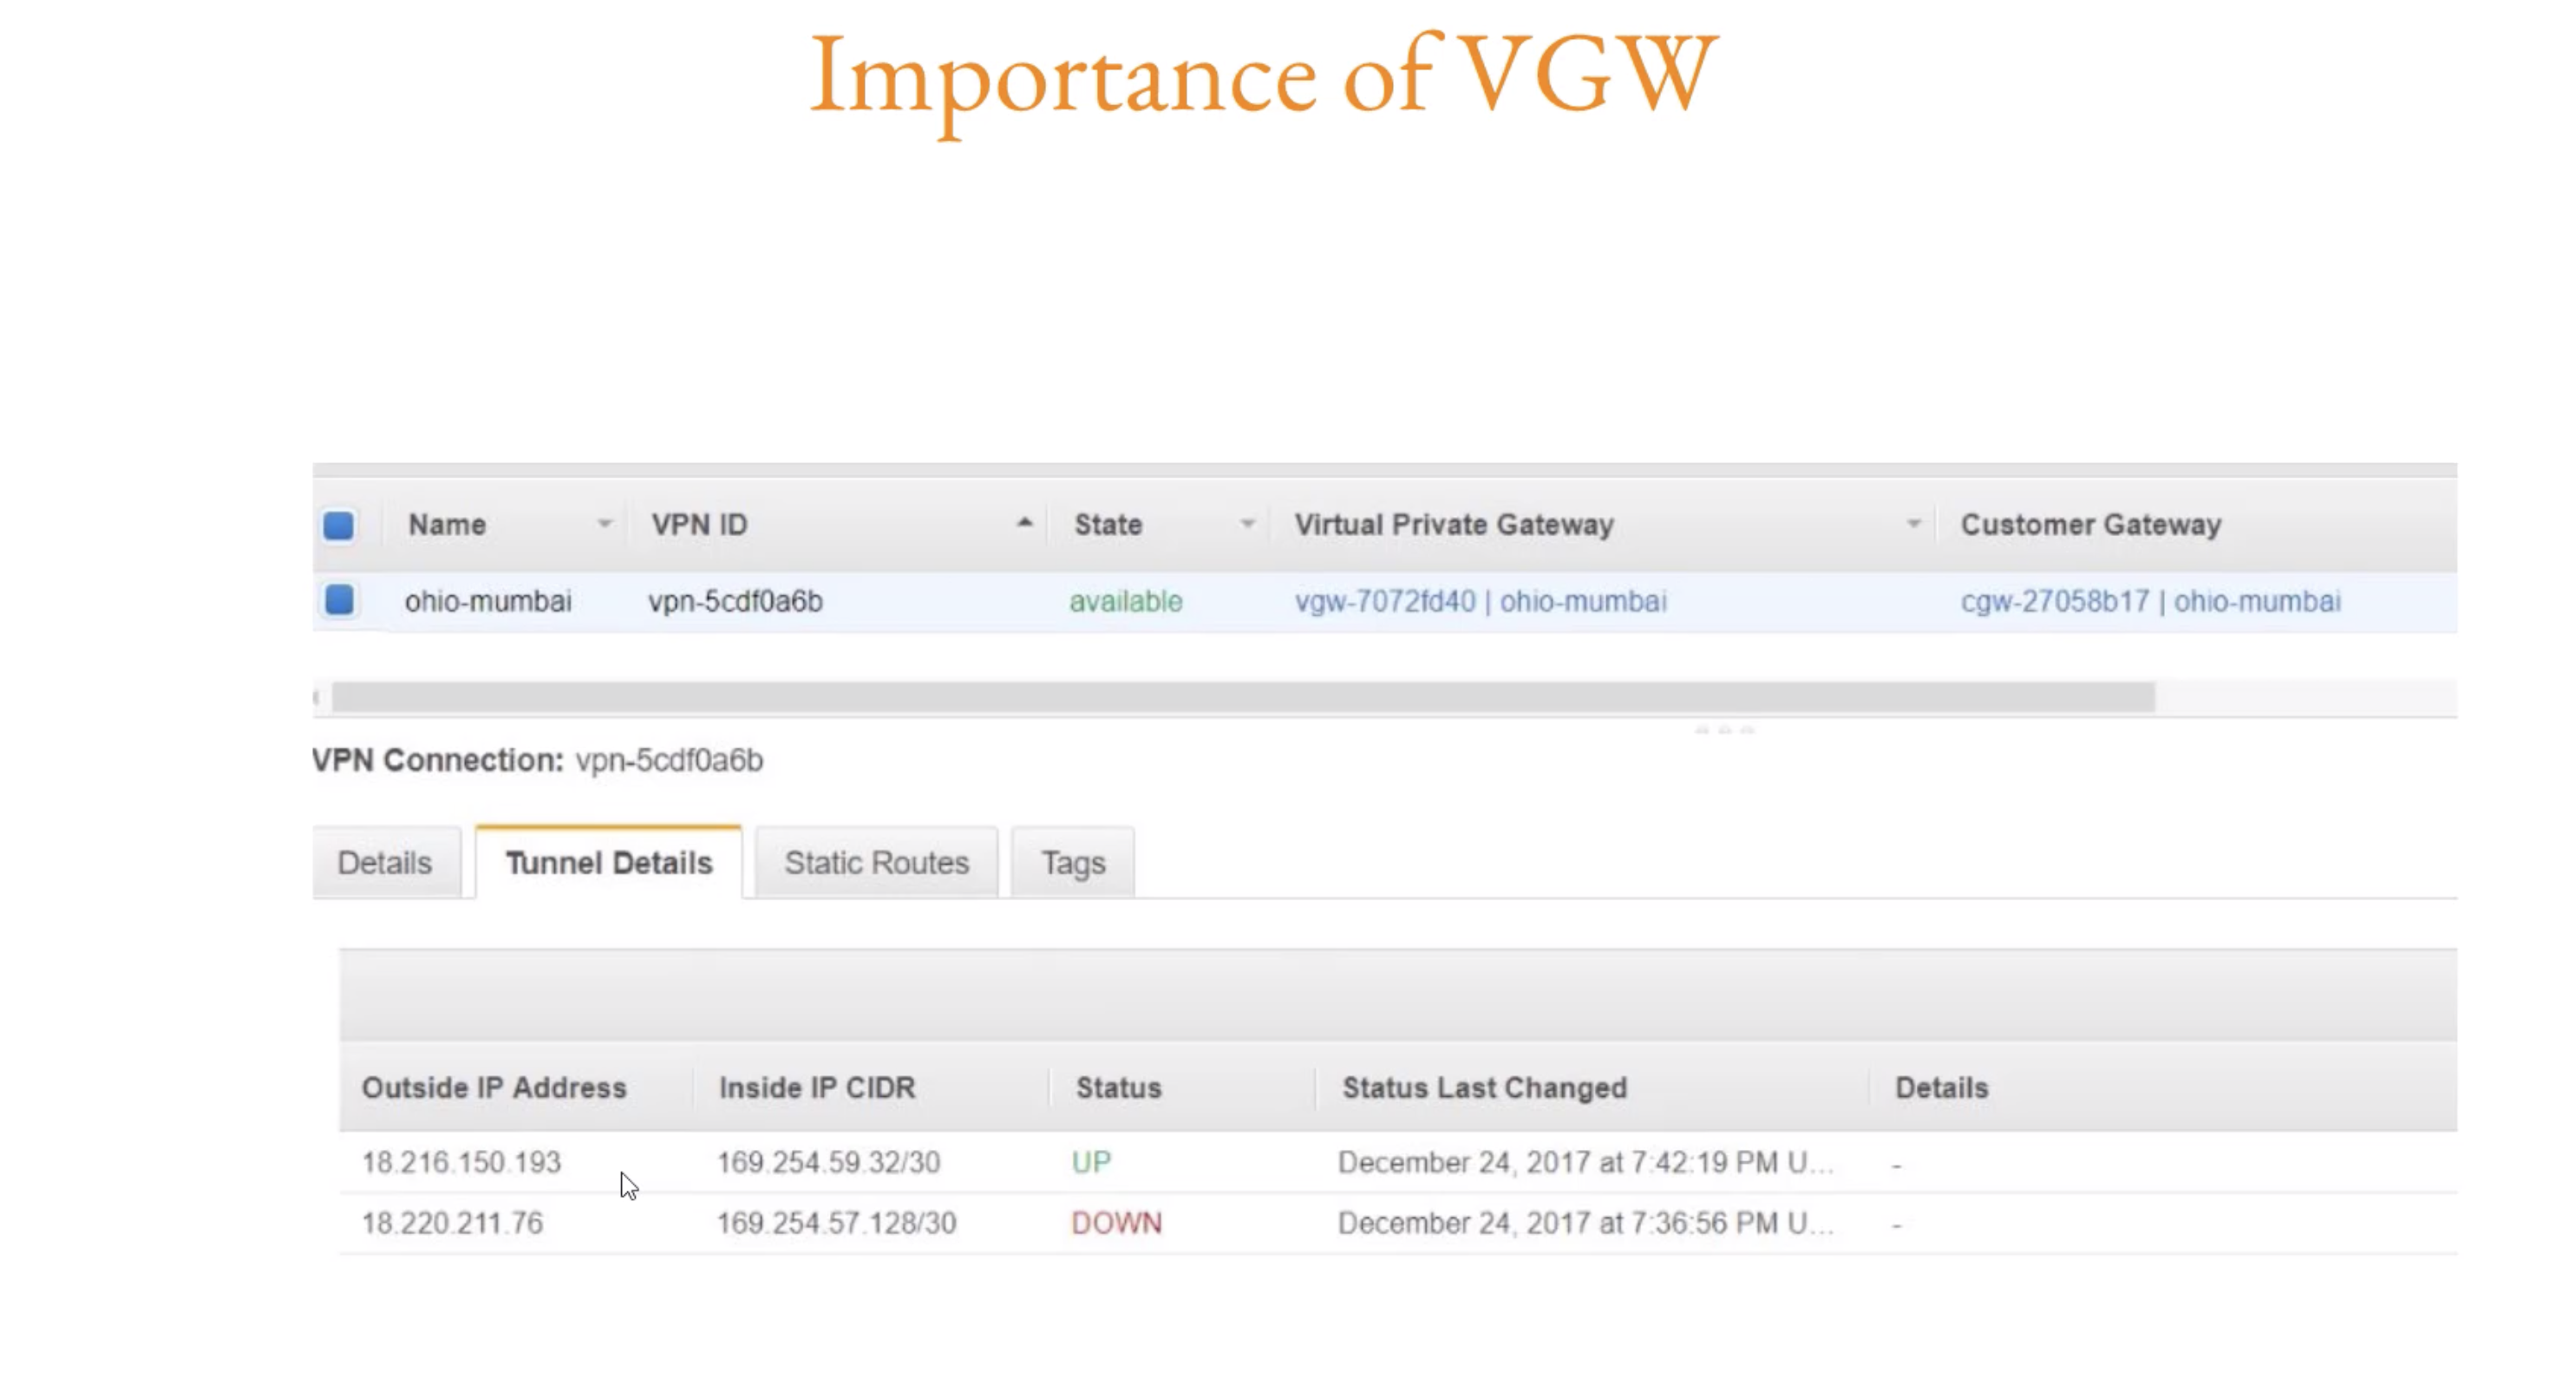 Importance of VGW
Name VPN ID State Virtual Private Gateway Customer Gateway
ohio-mumbai vpn-5cdf0a6b available vgw-7072fd40 | ohio-mumbai cgw-27058b17 | ohio-mumbai
VPN Connection: vpn-5cdf0a6b
Details Tunnel Details Static Routes Tags
Outside IP Address Inside IP CIDR Status Status Last Changed Details
18.216.150.193 169.254.59.32/30 UP December 24, 2017 at 7:42:19 PM U... -
18.220.211.76 169.254.57.128/30 DOWN December 24, 2017 at 7:36:56 PM U... -